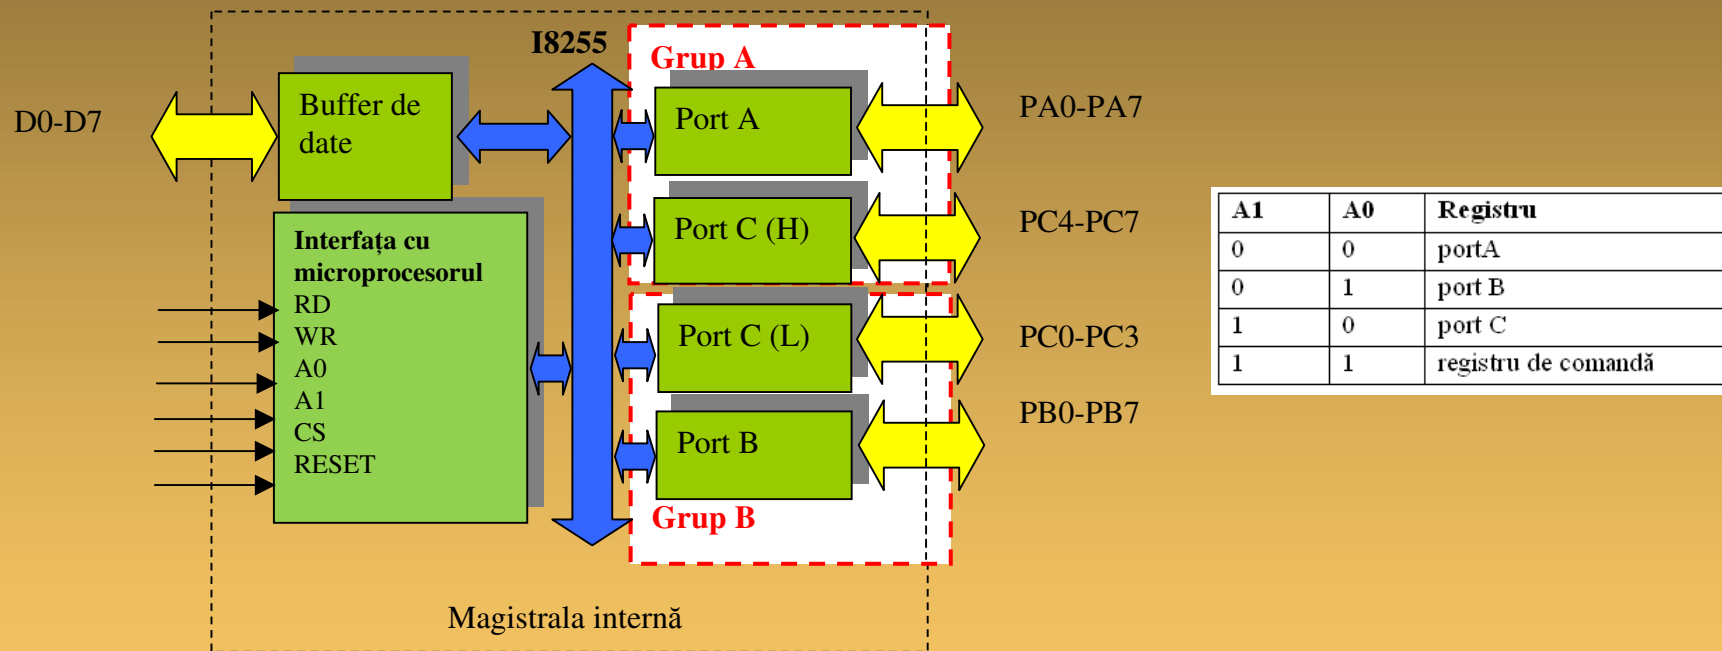 I8255
D0-D7
Buffer de
date
Interfața cu
microprocesorul
RD
WR
A0
A1
CS
RESET
Grup A
Port A
Port C (H)
Port C (L)
Port B
Grup B
PA0-PA7
PC4-PC7
PC0-PC3
PB0-PB7
Magistrala internă
A1 A0 Registru
0 0 portA
0 1 port B
1 0 port C
1 1 registru de comandă